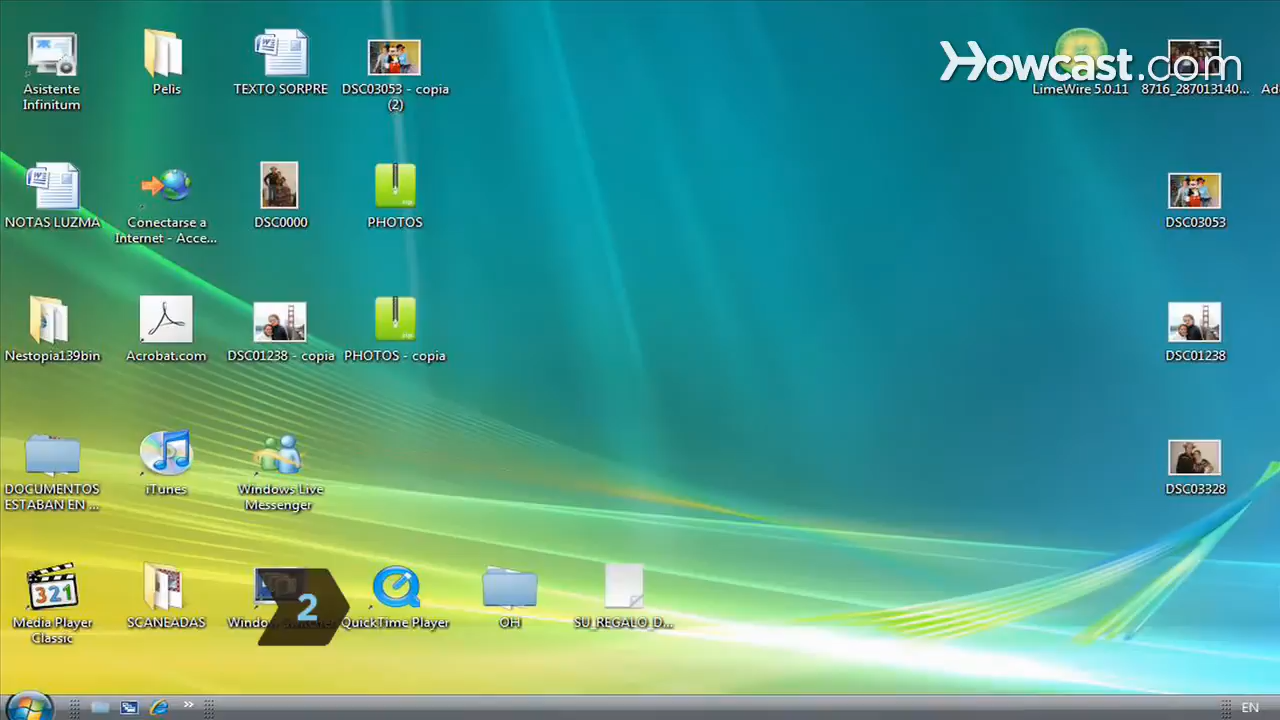 Howcast.com
Asistente
Infinitum
Pelis
TEXTO SORPRE
DSC03053 - copia
(2)
LimeWire 5.0.11
8716_287013140...
NOTAS LUZMA
Conectarse a
Internet - Acce...
DSC0000
PHOTOS
DSC03053
Nestopia139bin
Acrobat.com
DSC01238 - copia
PHOTOS - copia
DSC01238
DOCUMENTOS
ESTABAN EN ...
iTunes
Windows Live
Messenger
DSC03328
321
Media Player
Classic
SCANEADAS
2
QuickTime Player
OH
SU_REGALO_D...
EN